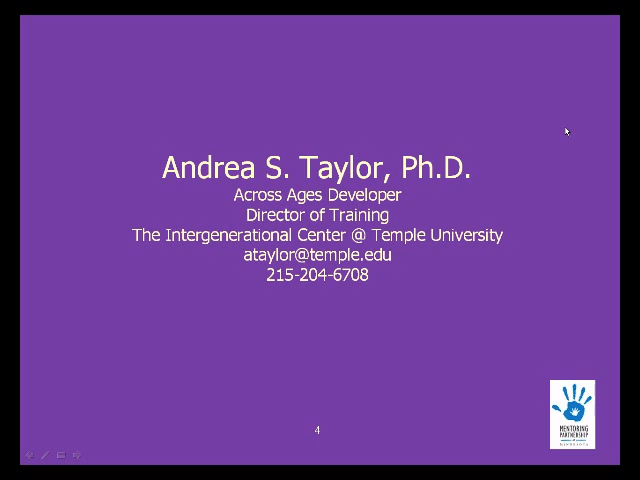 Andrea S. Taylor, Ph.D.
Across Ages Developer
Director of Training
The Intergenerational Center @ Temple University
ataylor@temple.edu
215-204-6708
4
MENTORING
PARTNERSHIP
MINNESOTA